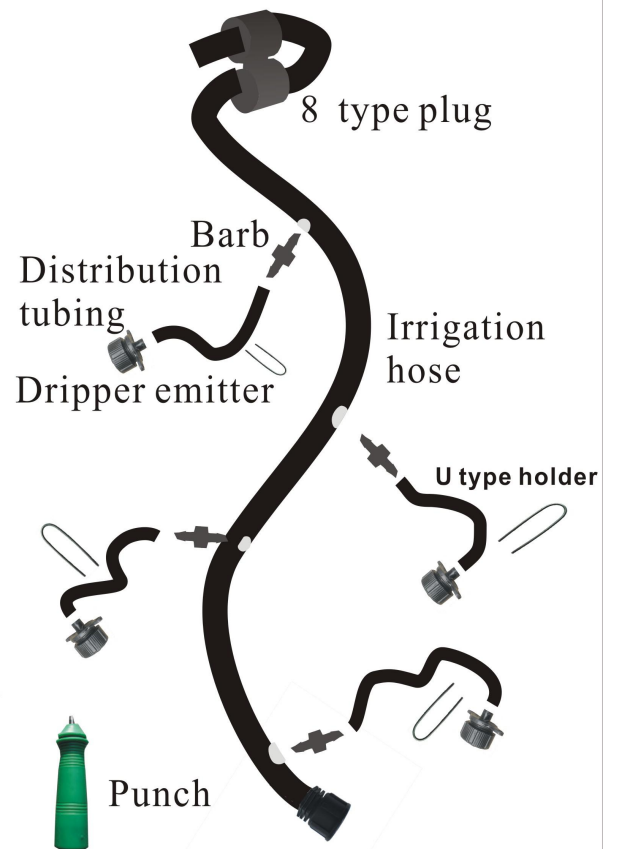 8 type plug
Barb
Distribution
tubing
Irrigation
hose
Dripper emitter
U type holder
Punch